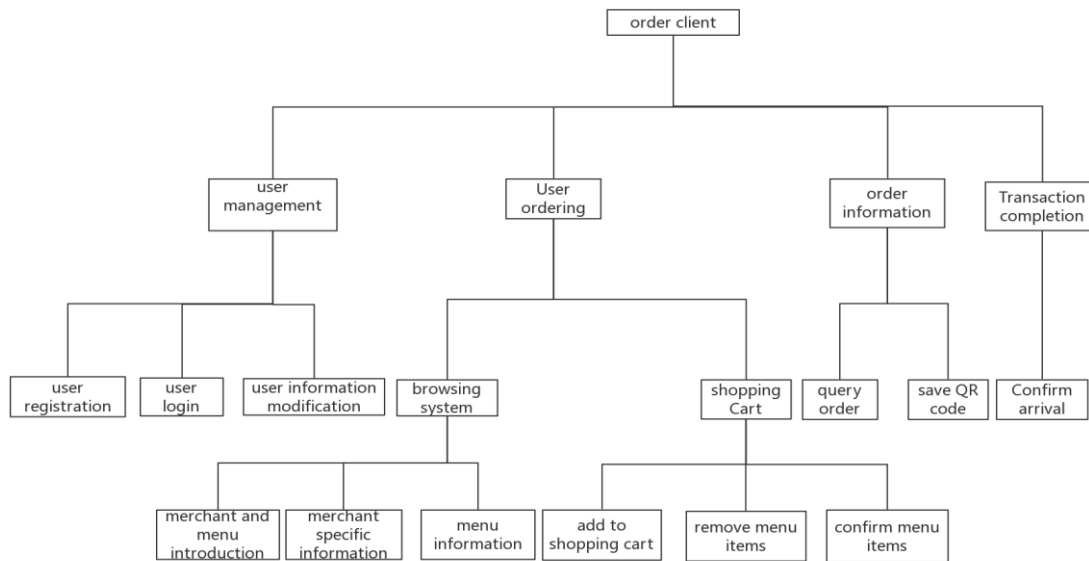 order client
user
management
User
ordering
order
information
Transaction
completion
user
registration
user
login
user information
modification
browsing
system
shopping
Cart
query
order
save QR
code
Confirm
arrival
merchant and
menu
introduction
merchant
specific
information
menu
information
add to
shopping cart
remove menu
items
confirm menu
items